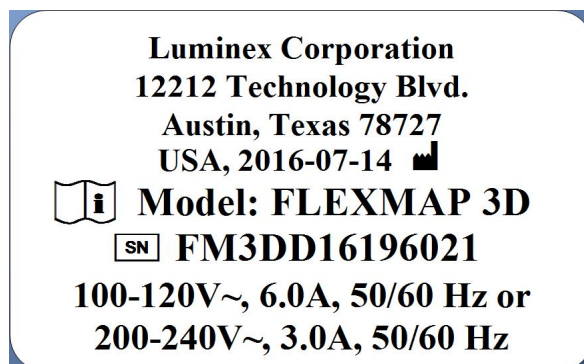 Luminex Corporation
12212 Technology Blvd.
Austin, Texas 78727
USA, 2016-07-14
i Model: FLEXMAP 3D
SN FM3DD16196021
100-120V~, 6.0A, 50/60 Hz or
200-240V~, 3.0A, 50/60 Hz